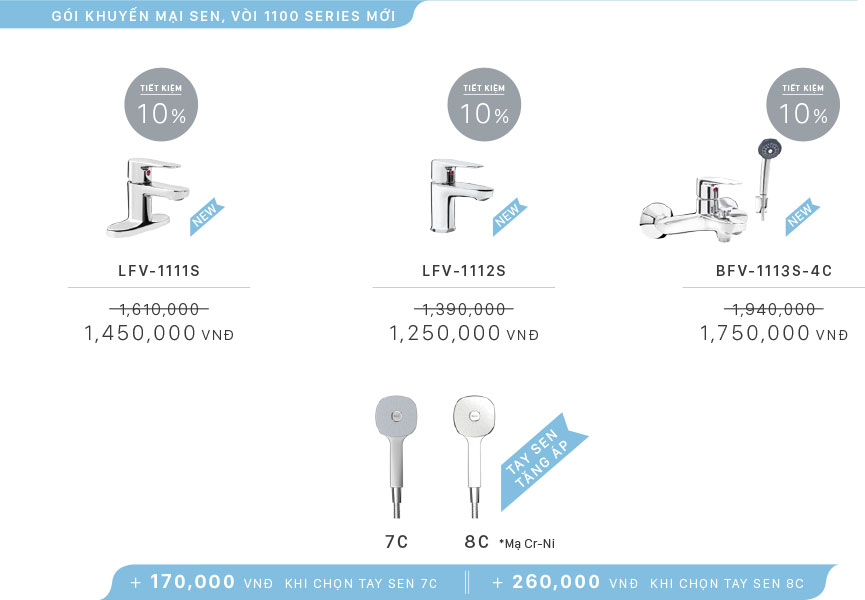 GÓI KHUYẾN MẠI SEN, VÒI 1100 SERIES MỚI
TIẾT KIỆM
10%
TIẾT KIỆM
10%
TIẾT KIỆM
10%
NEW
NEW
NEW
LFV-1111S
LFV-1112S
BFV-1113S-4C
1,610,000
1,390,000
1,940,000
1,450,000 VNĐ
1,250,000 VNĐ
1,750,000 VNĐ
TAY SEN
TĂNG ÁP
7C
8C *Mạ Cr-Ni
+ 170,000 VNĐ KHI CHỌN TAY SEN 7C
+ 260,000 VNĐ KHI CHỌN TAY SEN 8C